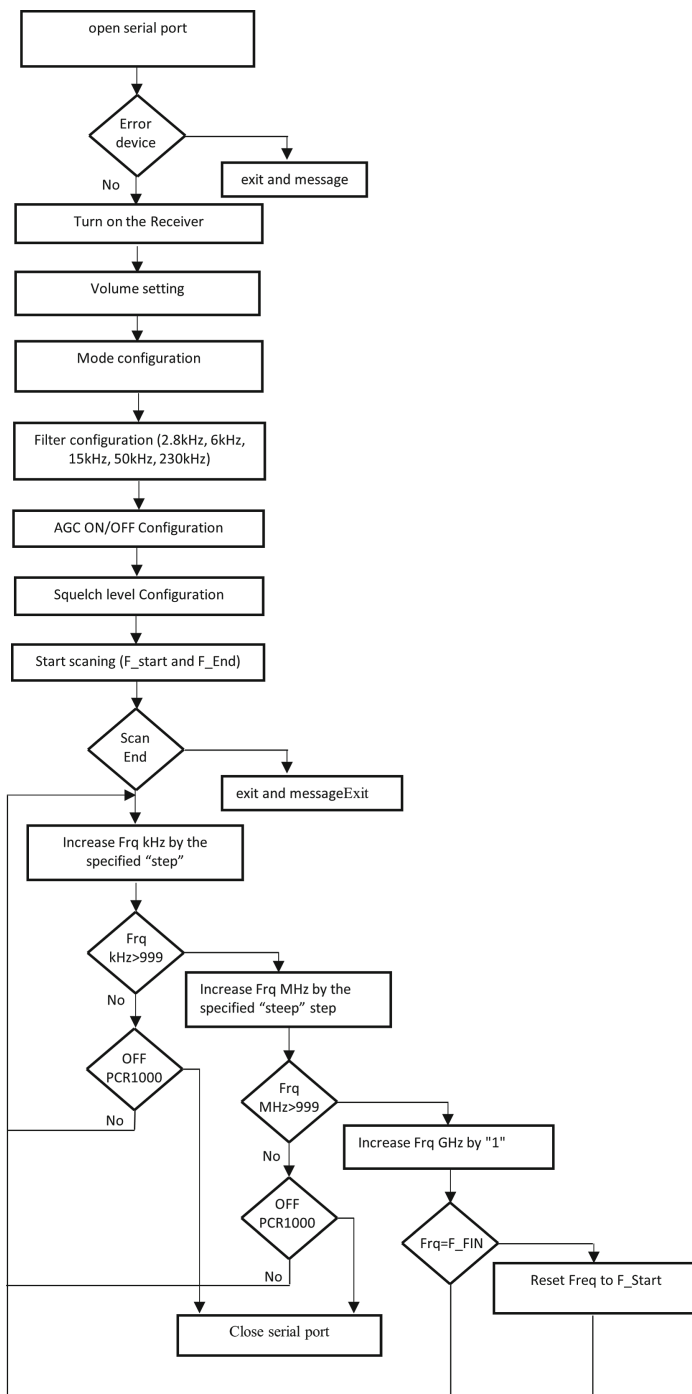 open serial port
Error
device
exit and message
No
Turn on the Receiver
Volume setting
Mode configuration
Filter configuration (2.8kHz, 6kHz,
15kHz, 50kHz, 230kHz)
AGC ON/OFF Configuration
Squelch level Configuration
Start scaning (F_start and F_End)
Scan
End
exit and messageExit
Increase Frq kHz by the
specified “step”
Frq
kHz>999
Increase Frq MHz by the
specified “steep” step
No
OFF
PCR1000
No
Frq
MHz>999
Increase Frq GHz by "1"
No
OFF
PCR1000
No
Frq=F_FIN
Reset Freq to F_Start
Close serial port